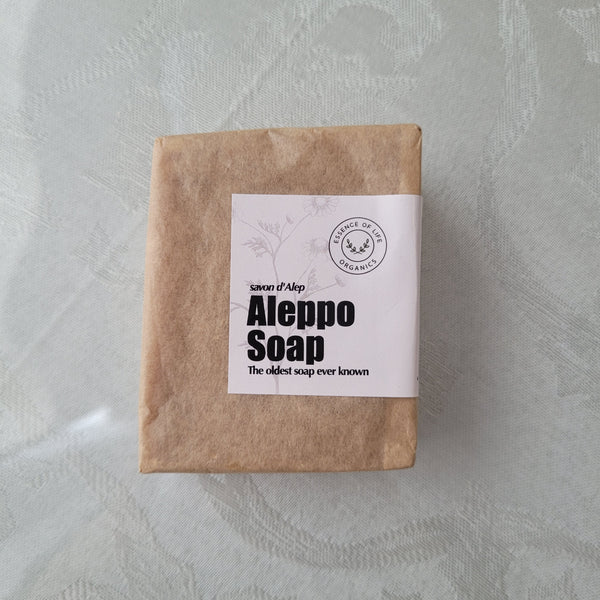 ESSENCE OF LIFE
ORGANICS
savon d'Alep
Aleppo
Soap
The oldest soap ever known